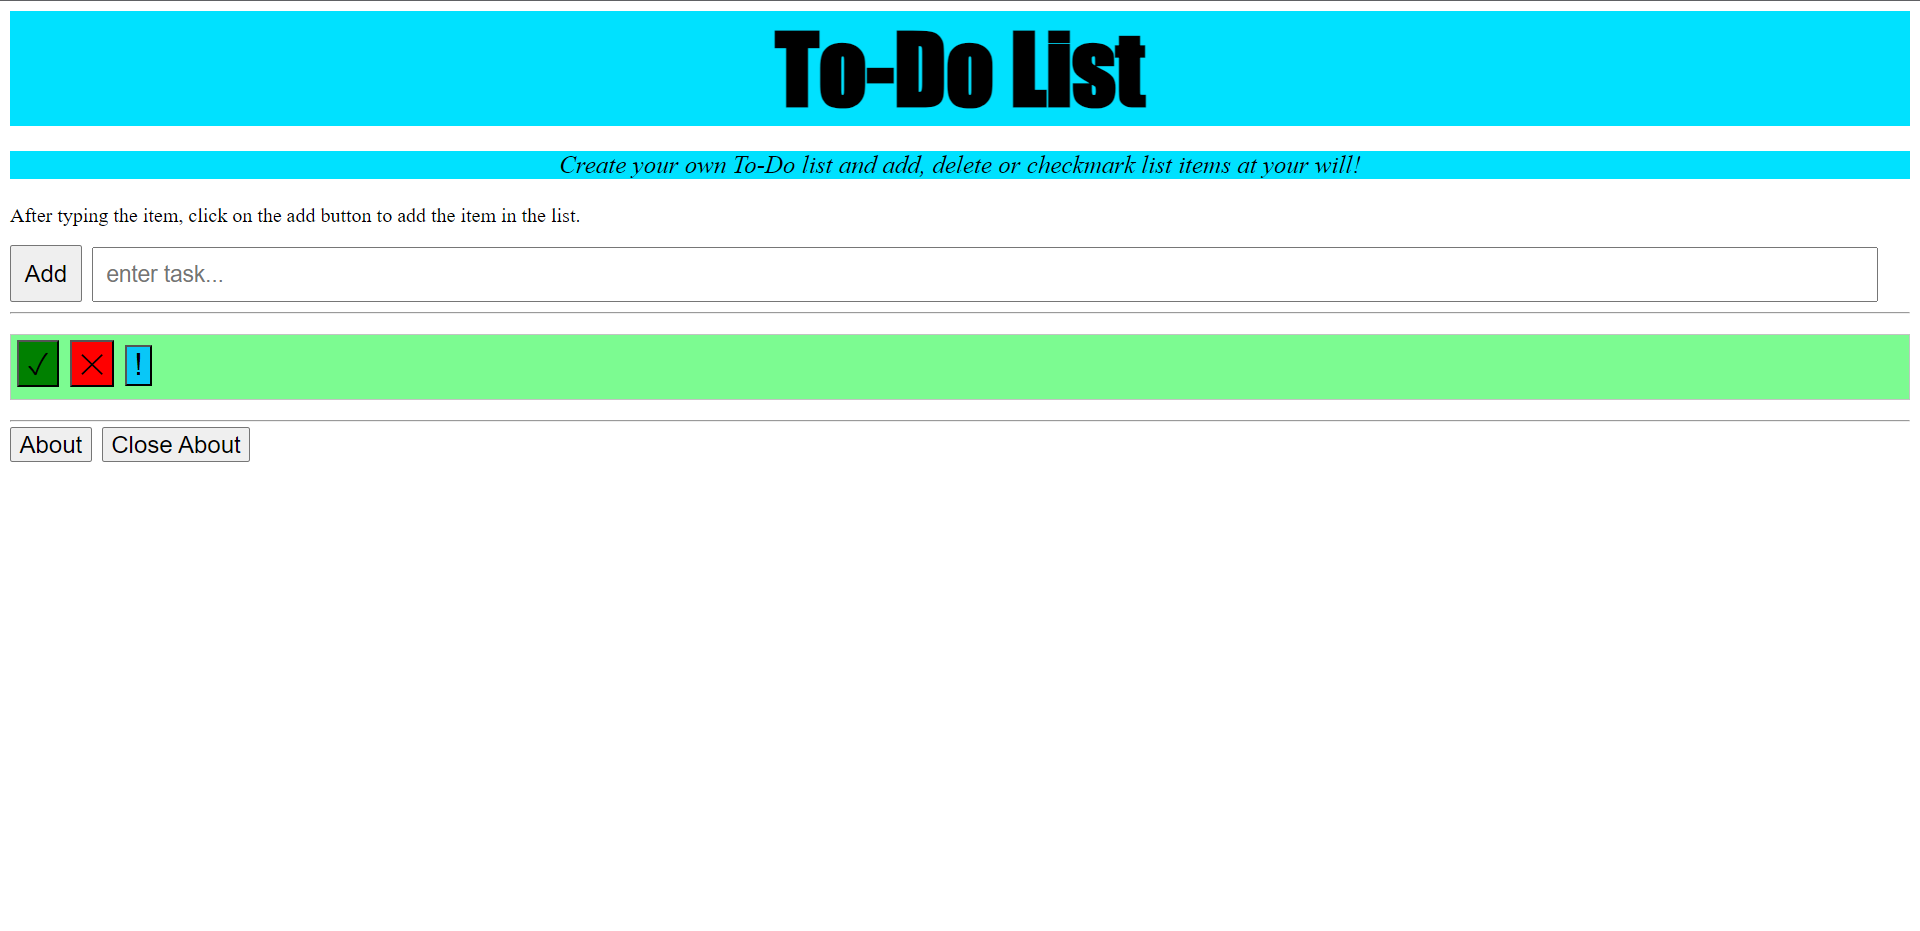 To-Do List
Create your own To-Do list and add, delete or checkmark list items at your will!
After typing the item, click on the add button to add the item in the list.
Add enter task...
✓ ✕ !
About Close About